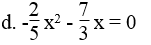 d. -2/5 x² - 7/3 x = 0